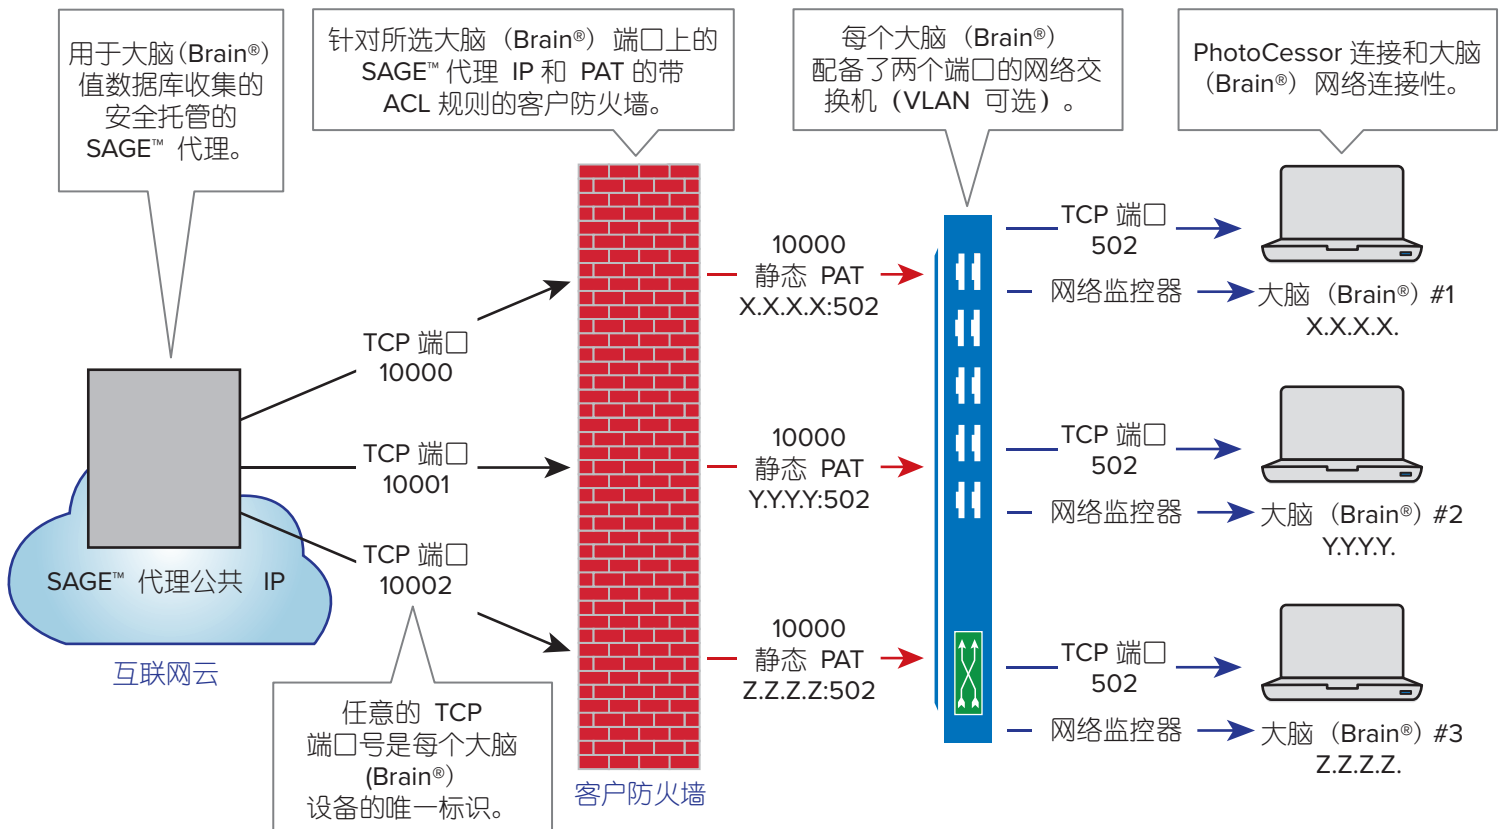 用于大脑(Brain®)
值数据库收集的
安全托管的
SAGE™ 代理。
针对所选大脑（Brain®）端口上的
SAGE™ 代理 IP 和 PAT 的带
ACL 规则的客户防火墙。
每个大脑（Brain®）
配备了两个端口的网络交
换机（VLAN 可选）。
PhotoCessor 连接和大脑
（Brain®）网络连接性。
TCP 端口
10000
TCP 端口
10001
TCP 端口
10002
SAGE™ 代理公共 IP
互联网云
任意的 TCP
端口号是每个大脑
(Brain®)
设备的唯一标识。
客户防火墙
10000
静态 PAT
X.X.X.X:502
10000
静态 PAT
Y.Y.Y.Y:502
10000
静态 PAT
Z.Z.Z.Z:502
TCP 端口
502
网络监控器
大脑（Brain®）#1
X.X.X.X.
TCP 端口
502
网络监控器
大脑（Brain®）#2
Y.Y.Y.Y.
TCP 端口
502
网络监控器
大脑（Brain®）#3
Z.Z.Z.Z.